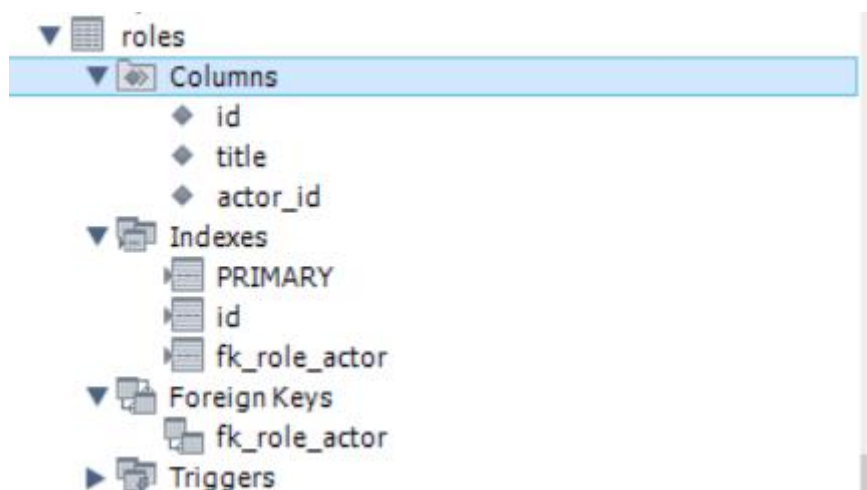 roles
Columns
id
title
actor_id
Indexes
PRIMARY
id
fk_role_actor
Foreign Keys
fk_role_actor
Triggers